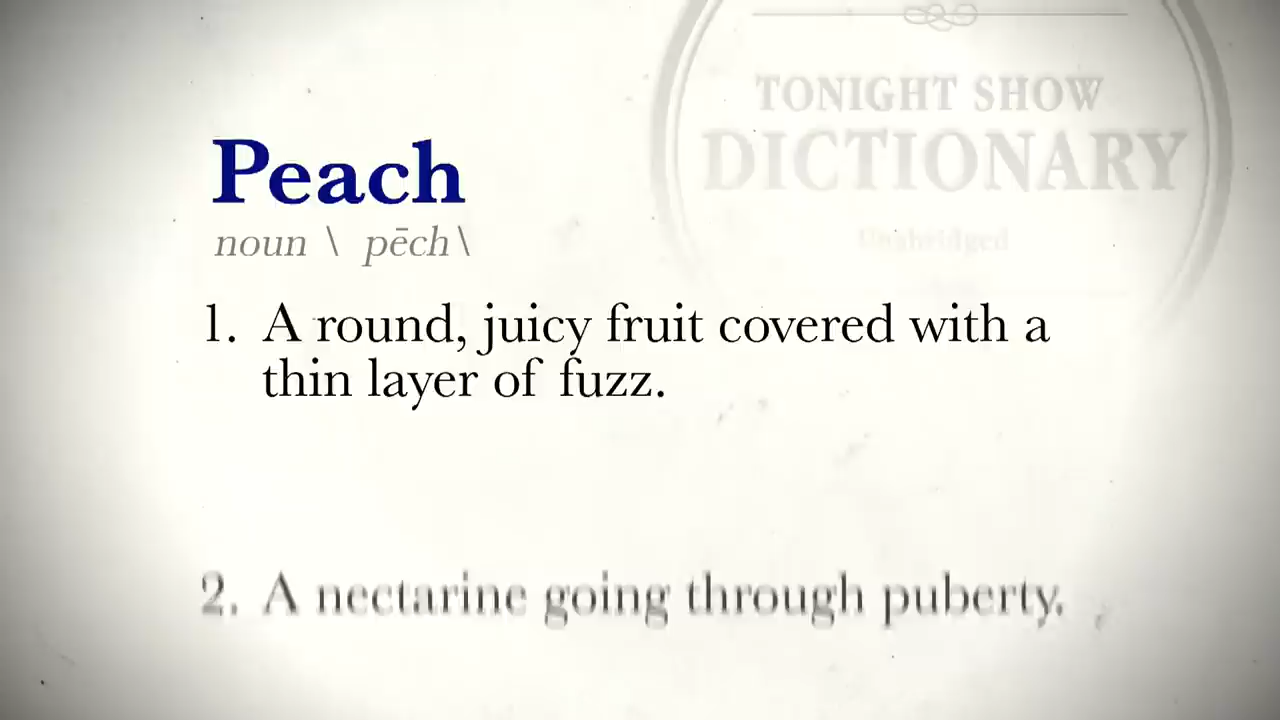 TONIGHT SHOW
DICTIONARY
Unabridged
Peach
noun \ pēch \
1. A round, juicy fruit covered with a
thin layer of fuzz.
2. A nectarine going through puberty.